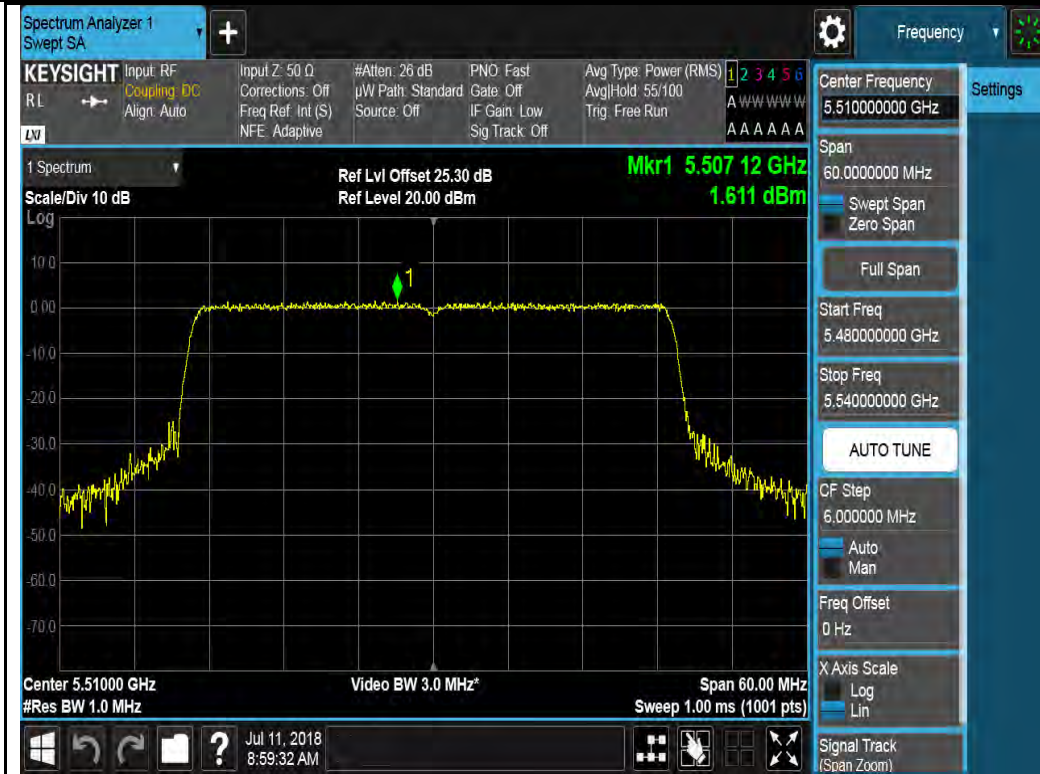 Spectrum Analyzer 1
Swept SA
+
Frequency
KEYSIGHT
RL
LXI
Input: RF
Coupling: DC
Align: Auto
Input Z: 50 Ω
Corrections: Off
Freq Ref: Int (S)
NFE: Adaptive
#Atten: 26 dB
µW Path: Standard
Source: Off
PNO: Fast
Gate: Off
IF Gain: Low
Sig Track: Off
Avg Type: Power (RMS)
Avg|Hold: 55/100
Trig: Free Run
1 2 3 4 5 6
A W W W W W
A A A A A A
1 Spectrum
Scale/Div 10 dB
Log
Ref Lvl Offset 25.30 dB
Ref Level 20.00 dBm
Mkr1 5.507 12 GHz
1.611 dBm
10.0
0.00
-10.0
-20.0
-30.0
-40.0
-50.0
-60.0
-70.0
1
Center 5.51000 GHz
#Res BW 1.0 MHz
Video BW 3.0 MHz*
Span 60.00 MHz
Sweep 1.00 ms (1001 pts)
?
Jul 11, 2018
8:59:32 AM
Center Frequency
5.510000000 GHz
Settings
Span
60.0000000 MHz
Swept Span
Zero Span
Full Span
Start Freq
5.480000000 GHz
Stop Freq
5.540000000 GHz
AUTO TUNE
CF Step
6.000000 MHz
Auto
Man
Freq Offset
0 Hz
X Axis Scale
Log
Lin
Signal Track
(Span Zoom)